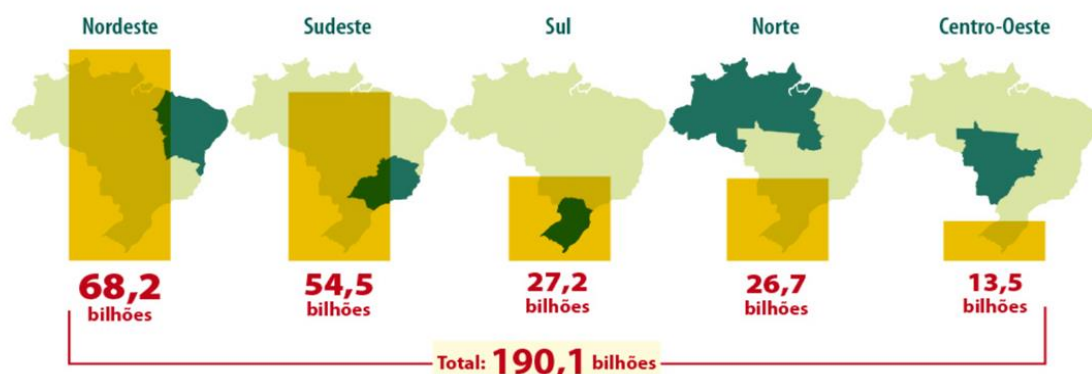 Nordeste
Sudeste
Sul
Norte
Centro-Oeste
68,2
bilhões
54,5
bilhões
27,2
bilhões
26,7
bilhões
13,5
bilhões
Total: 190,1 bilhões